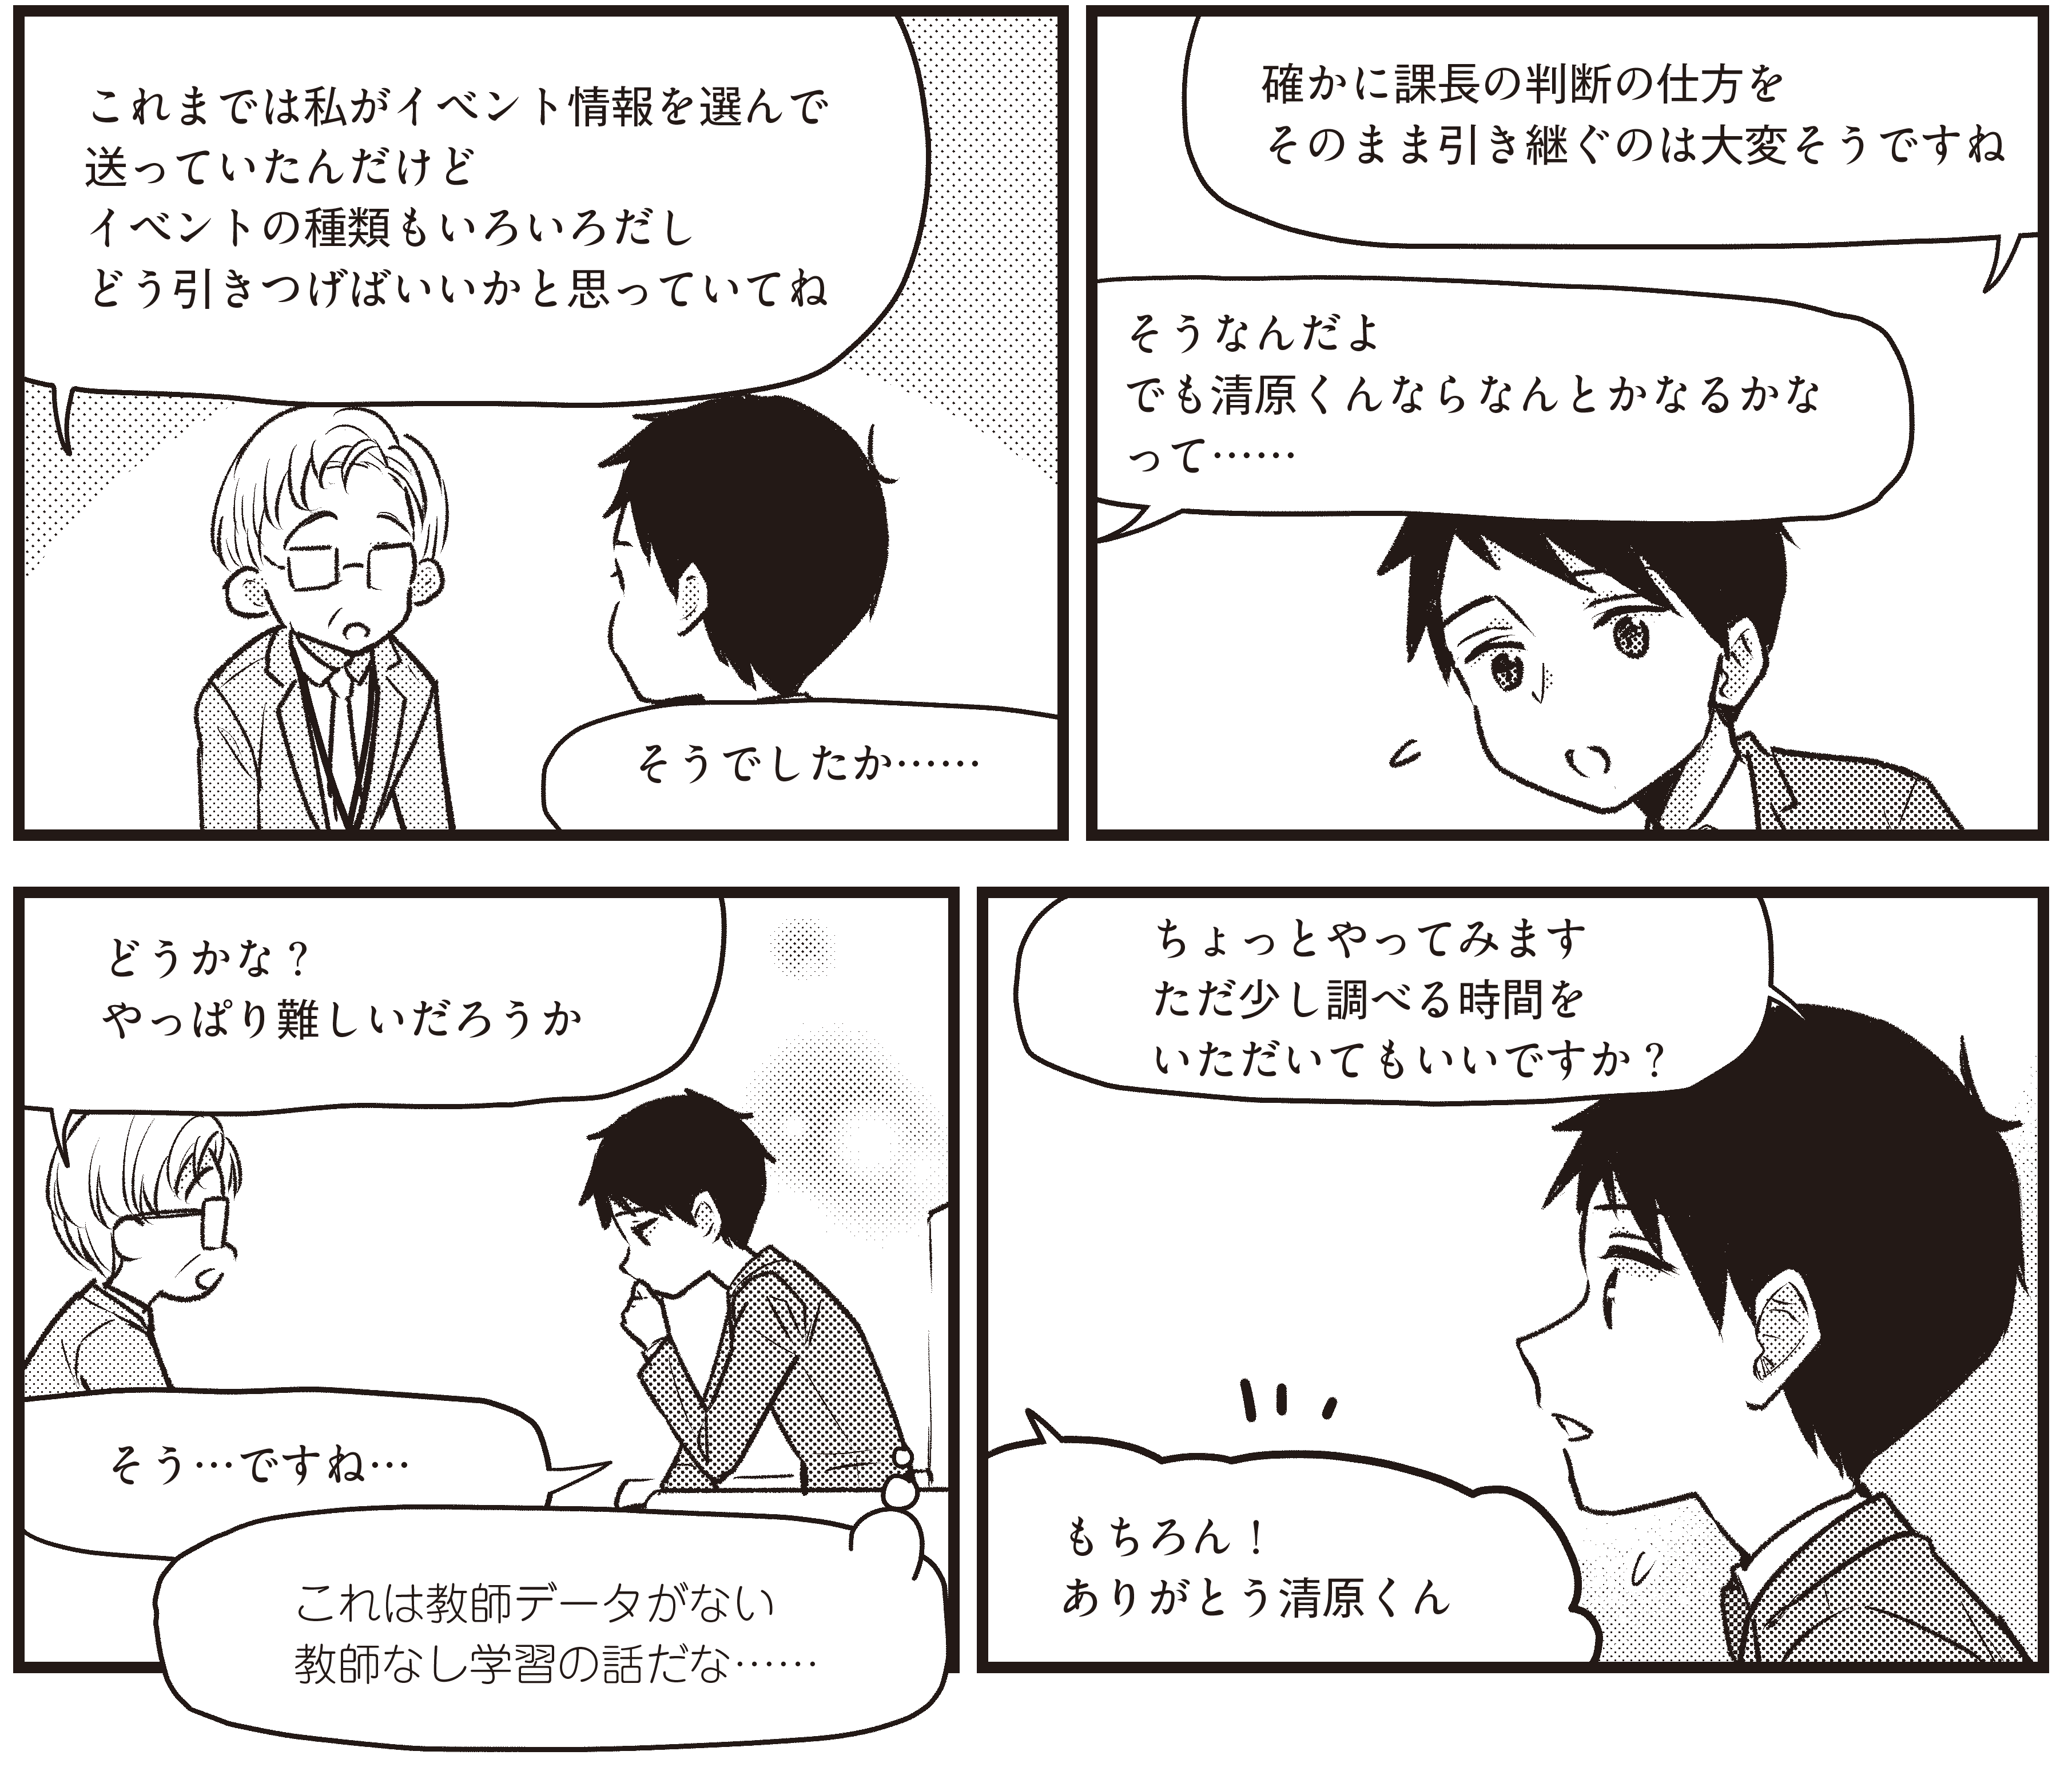 これまでは私がイベント情報を選んで
送っていたんだけど
イベントの種類もいろいろだし
どう引きつげばいいかと思っていてね
そうでしたか……
確かに課長の判断の仕方を
そのまま引き継ぐのは大変そうですね
そうなんだよ
でも清原くんならなんとかなるかな
って……
どうかな？
やっぱり難しいだろうか
そう…ですね…
これは教師データがない
教師なし学習の話だな……
ちょっとやってみます
ただ少し調べる時間を
いただいてもいいですか？
もちろん！
ありがとう清原くん